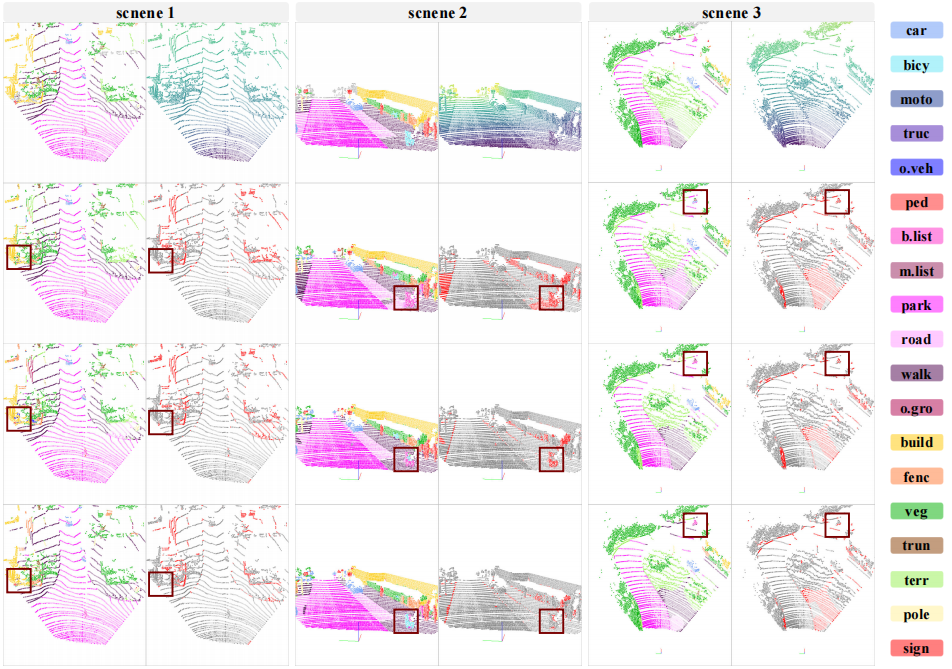 scnene 1
scnene 2
scnene 3
car
bicy
moto
truc
o.veh
ped
b.list
m.list
park
road
walk
o.gro
build
fenc
veg
trun
terr
pole
sign